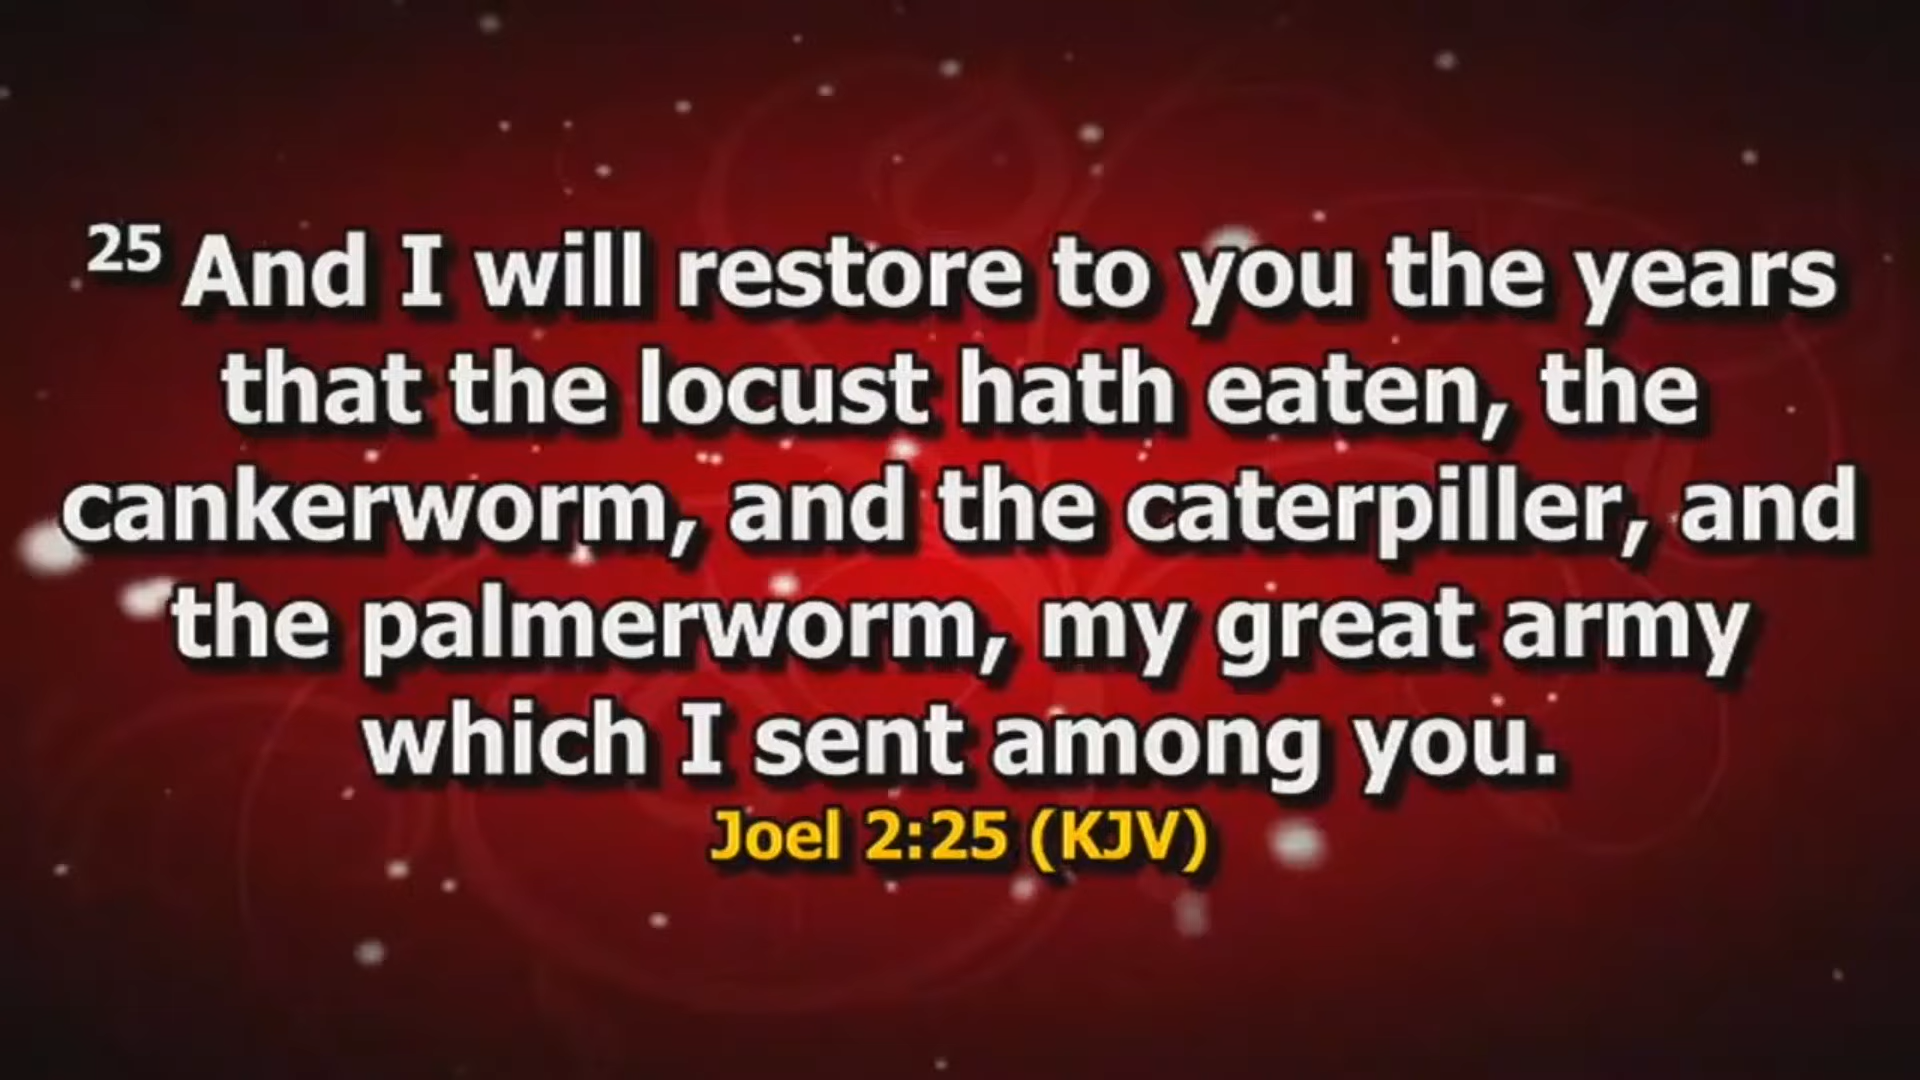 25 And I will restore to you the years
that the locust hath eaten, the
cankerworm, and the caterpiller, and
the palmerworm, my great army
which I sent among you.
Joel 2:25 (KJV)